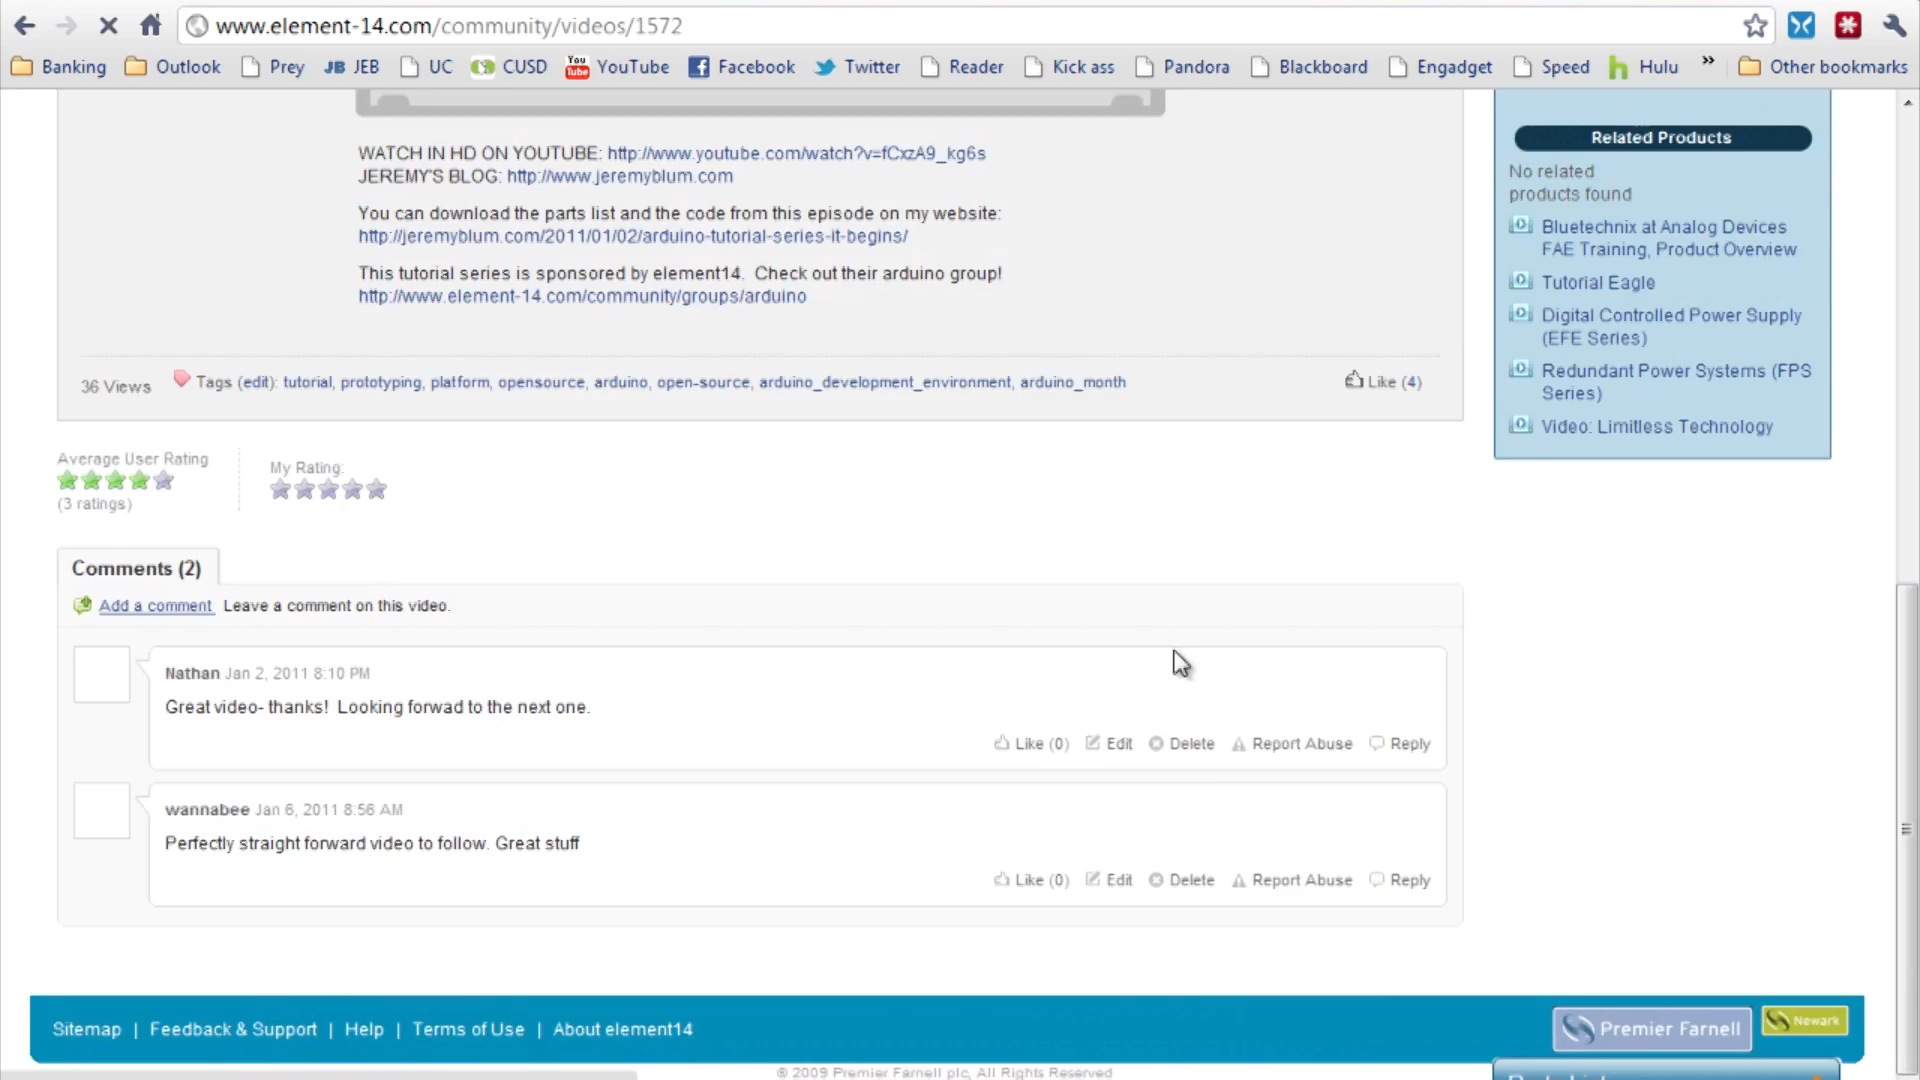 www.element-14.com/community/videos/1572
Banking Outlook Prey JB JEB UC CUSD You Tube YouTube f Facebook Twitter Reader Kick ass Pandora Blackboard Engadget Speed h Hulu » Other bookmarks
WATCH IN HD ON YOUTUBE: http://www.youtube.com/watch?v=fCxzA9_kg6s
JEREMY'S BLOG: http://www.jeremyblum.com
You can download the parts list and the code from this episode on my website:
http://jeremyblum.com/2011/01/02/arduino-tutorial-series-it-begins/
This tutorial series is sponsored by element14. Check out their arduino group!
http://www.element-14.com/community/groups/arduino
36 Views Tags (edit): tutorial, prototyping, platform, opensource, arduino, open-source, arduino_development_environment, arduino_month Like (4)
Related Products
No related
products found
Bluetechnix at Analog Devices
FAE Training, Product Overview
Tutorial Eagle
Digital Controlled Power Supply
(EFE Series)
Redundant Power Systems (FPS
Series)
Video: Limitless Technology
Average User Rating
(3 ratings)
My Rating:
Comments (2)
Add a comment Leave a comment on this video.
Nathan Jan 2, 2011 8:10 PM
Great video- thanks! Looking forwad to the next one.
Like (0) Edit Delete Report Abuse Reply
wannabee Jan 6, 2011 8:56 AM
Perfectly straight forward video to follow. Great stuff
Like (0) Edit Delete Report Abuse Reply
Sitemap | Feedback & Support | Help | Terms of Use | About element14
Premier Farnell
Newark
© 2009 Premier Farnell plc, All Rights Reserved